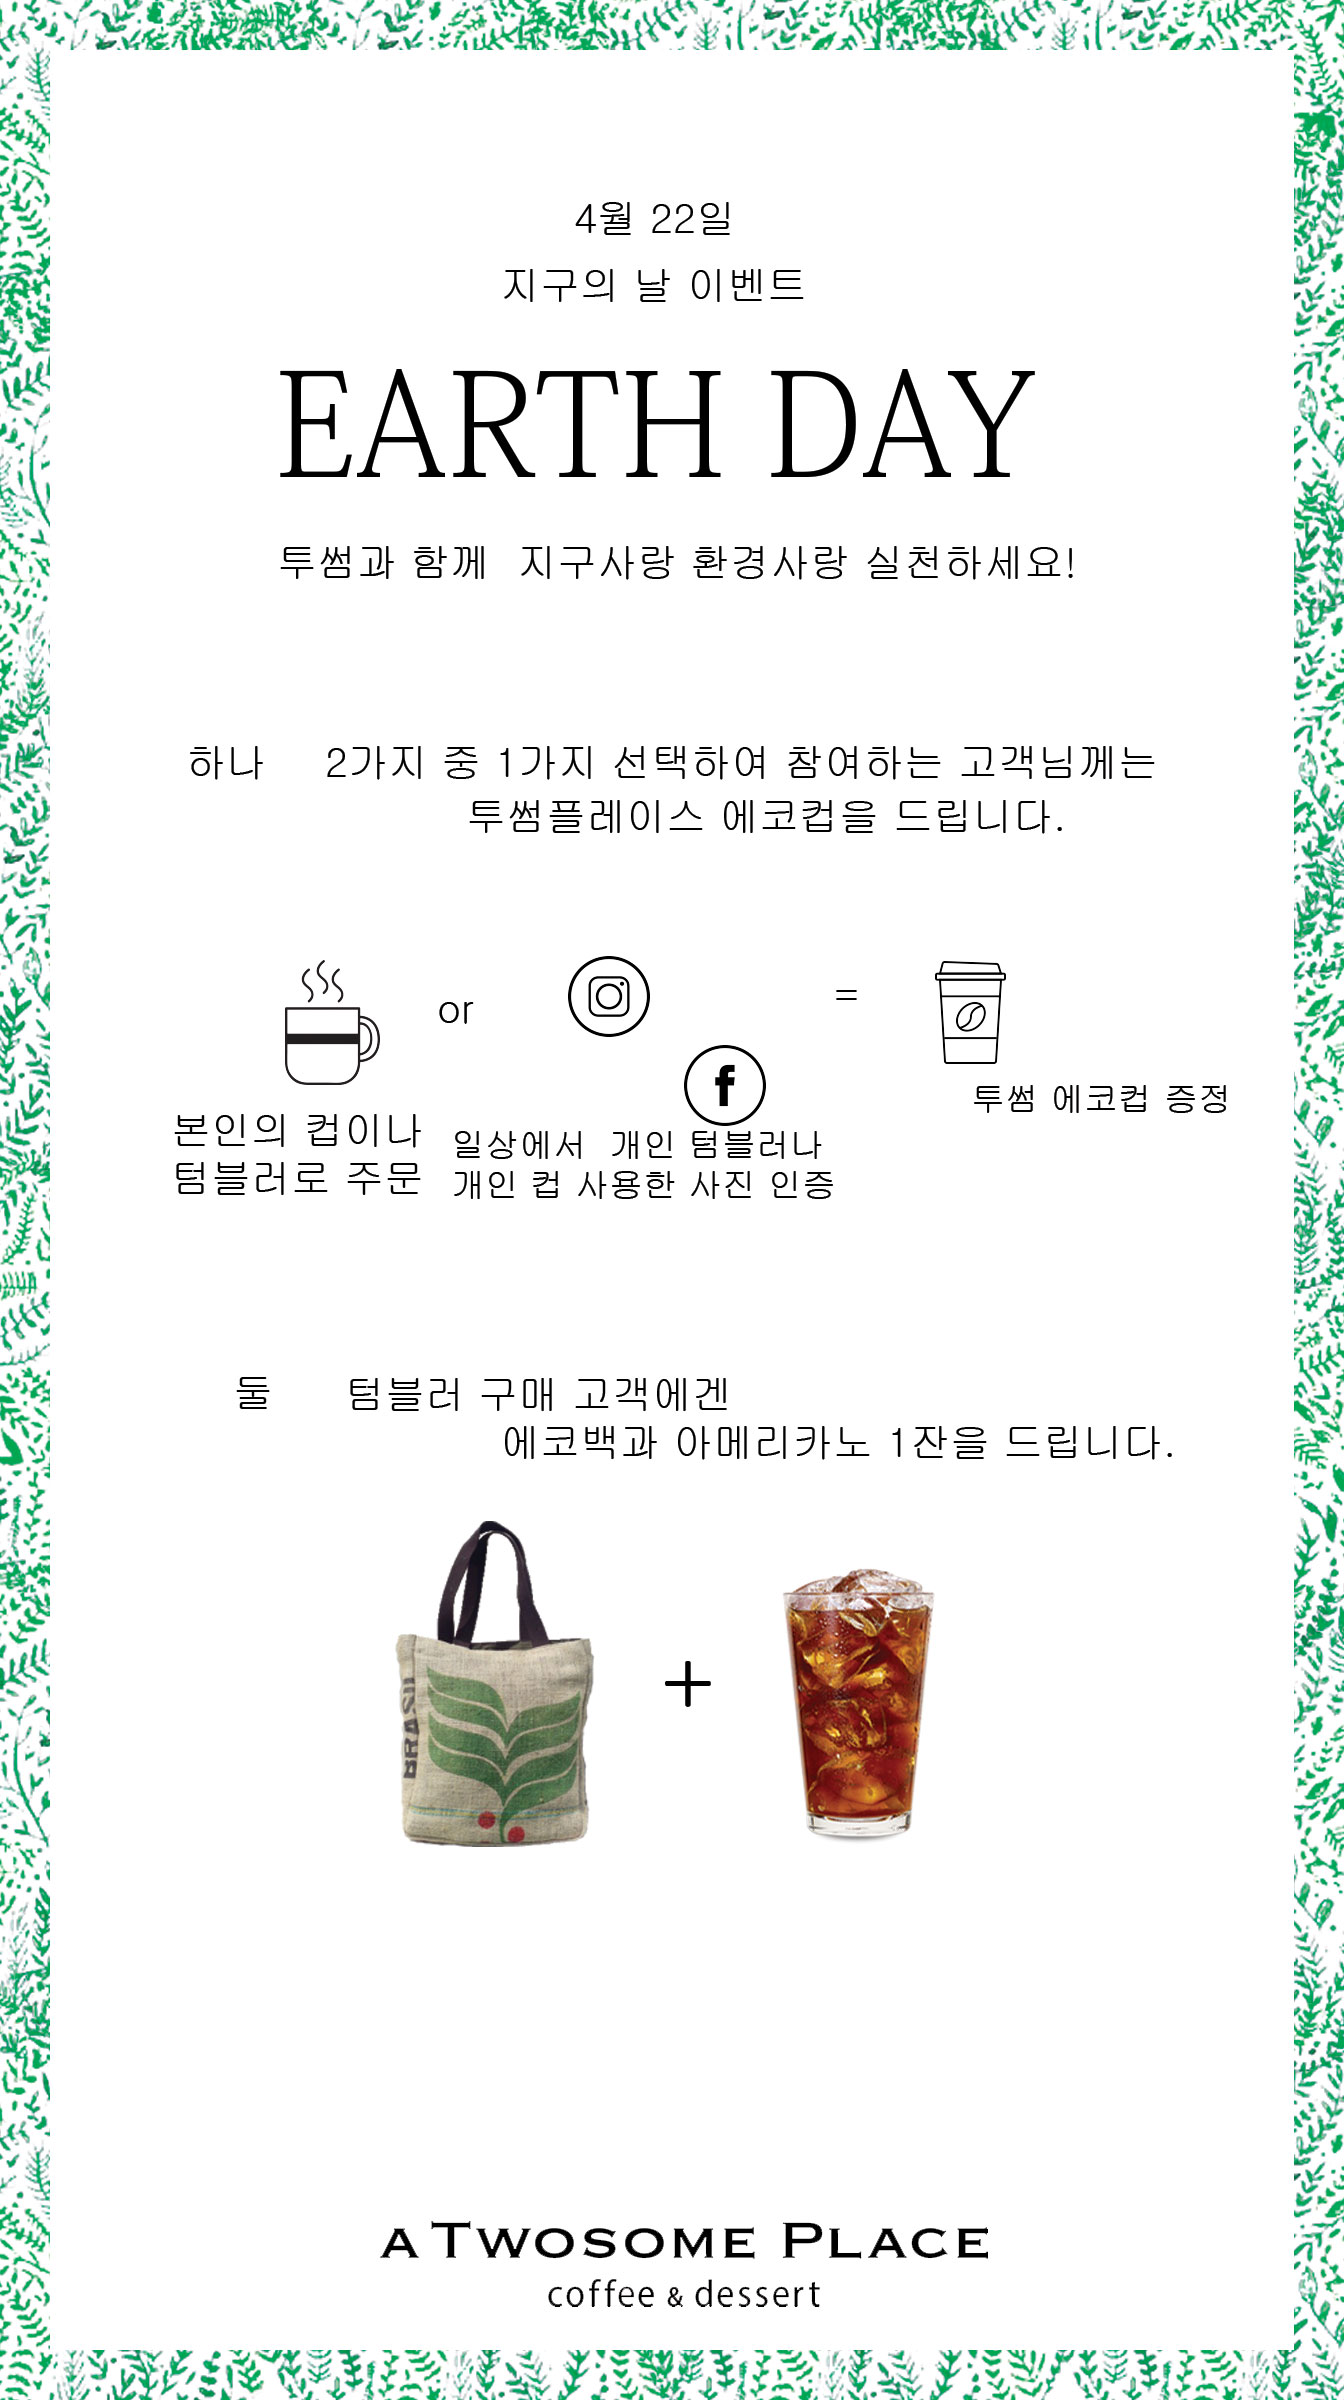 4월 22일
지구의 날 이벤트
EARTH DAY
투썸과 함께 지구사랑 환경사랑 실천하세요!
하나 2가지 중 1가지 선택하여 참여하는 고객님께는
투썸플레이스 에코컵을 드립니다.
or
=
본인의 컵이나
텀블러로 주문
일상에서 개인 텀블러나
개인 컵 사용한 사진 인증
투썸 에코컵 증정
둘 텀블러 구매 고객에겐
에코백과 아메리카노 1잔을 드립니다.
BRASIL
+
A TWOSOME PLACE
coffee & dessert